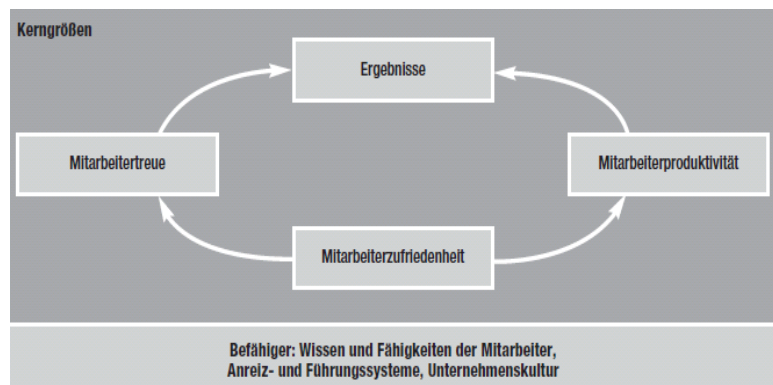 Kerngrößen
Ergebnisse
Mitarbeitertreue
Mitarbeiterproduktivität
Mitarbeiterzufriedenheit
Befähiger: Wissen und Fähigkeiten der Mitarbeiter,
Anreiz- und Führungssysteme, Unternehmenskultur